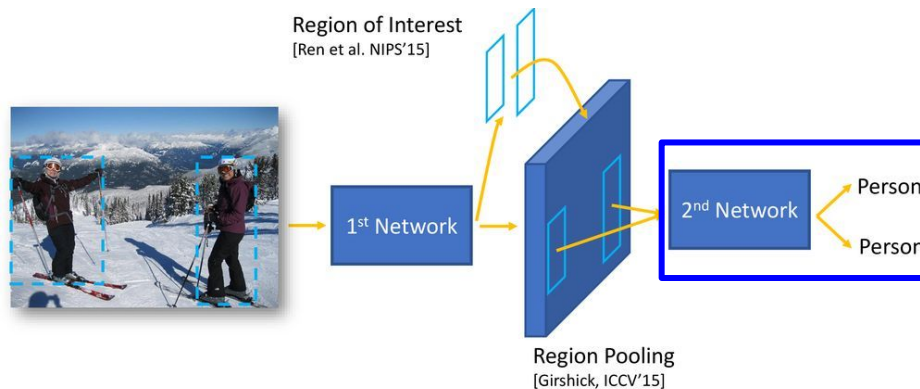 Region of Interest
[Ren et al. NIPS'15]
1st Network
2nd Network
Person
Person
Region Pooling
[Girshick, ICCV'15]